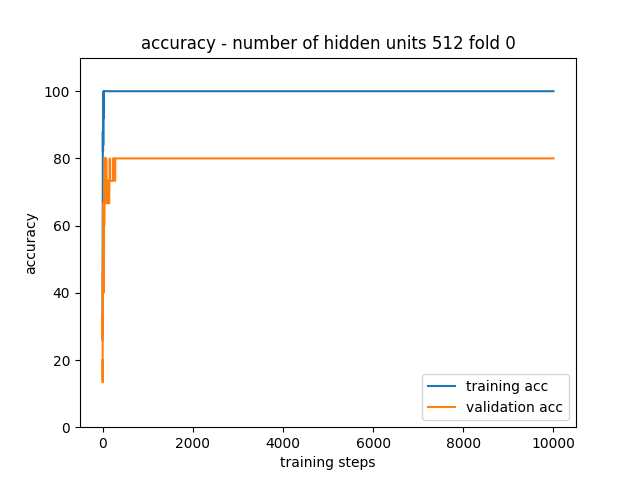 accuracy - number of hidden units 512 fold 0
100
80
60
40
20
0
accuracy
0 2000 4000 6000 8000 10000
training steps
training acc
validation acc